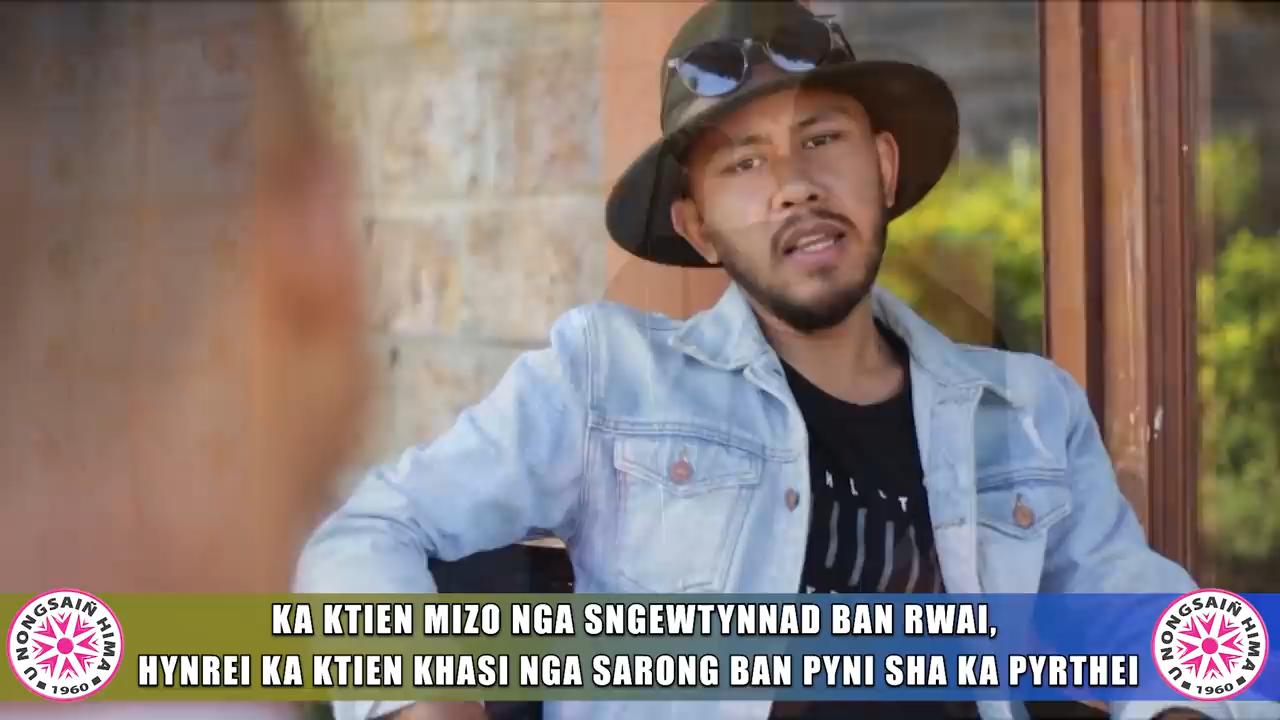 KA KTIEN MIZO NGA SNGEWTYNNAD BAN RWAI,
HYNREI KA KTIEN KHASI NGA SARONG BAN PYNI SHA KA PYRTHEI
U NONGSAIÑ HIMA
1960
U NONGSAIÑ HIMA
1960